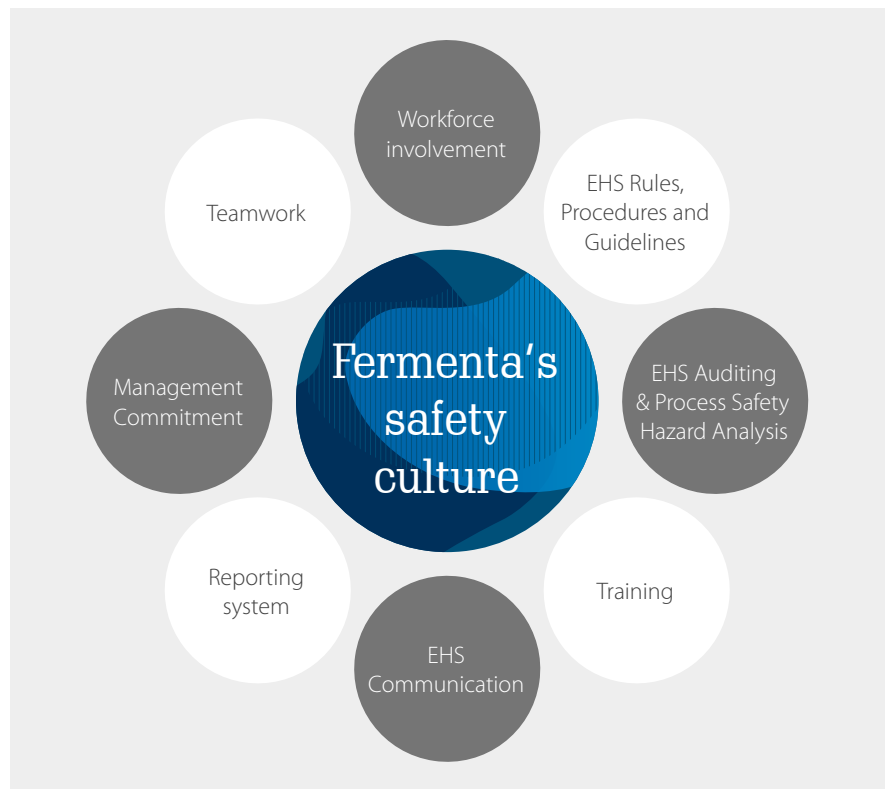 Workforce
involvement
EHS Rules,
Procedures and
Guidelines
EHS Auditing
& Process Safety
Hazard Analysis
Training
EHS
Communication
Reporting
system
Management
Commitment
Teamwork
Fermenta‘s
safety
culture